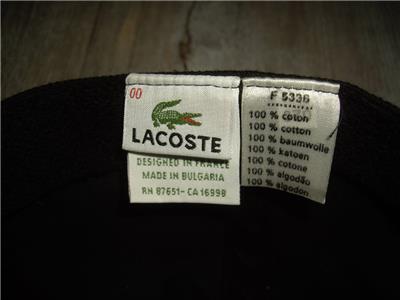 00
LACOSTE
DESIGNED IN FRANCE
MADE IN BULGARIA
RN 87651 - CA 16998
F 5336
100 % coton
100 % cotton
100 % baumwolle
100 % katoen
100 % cotone
100 % algodão
100 % algodon